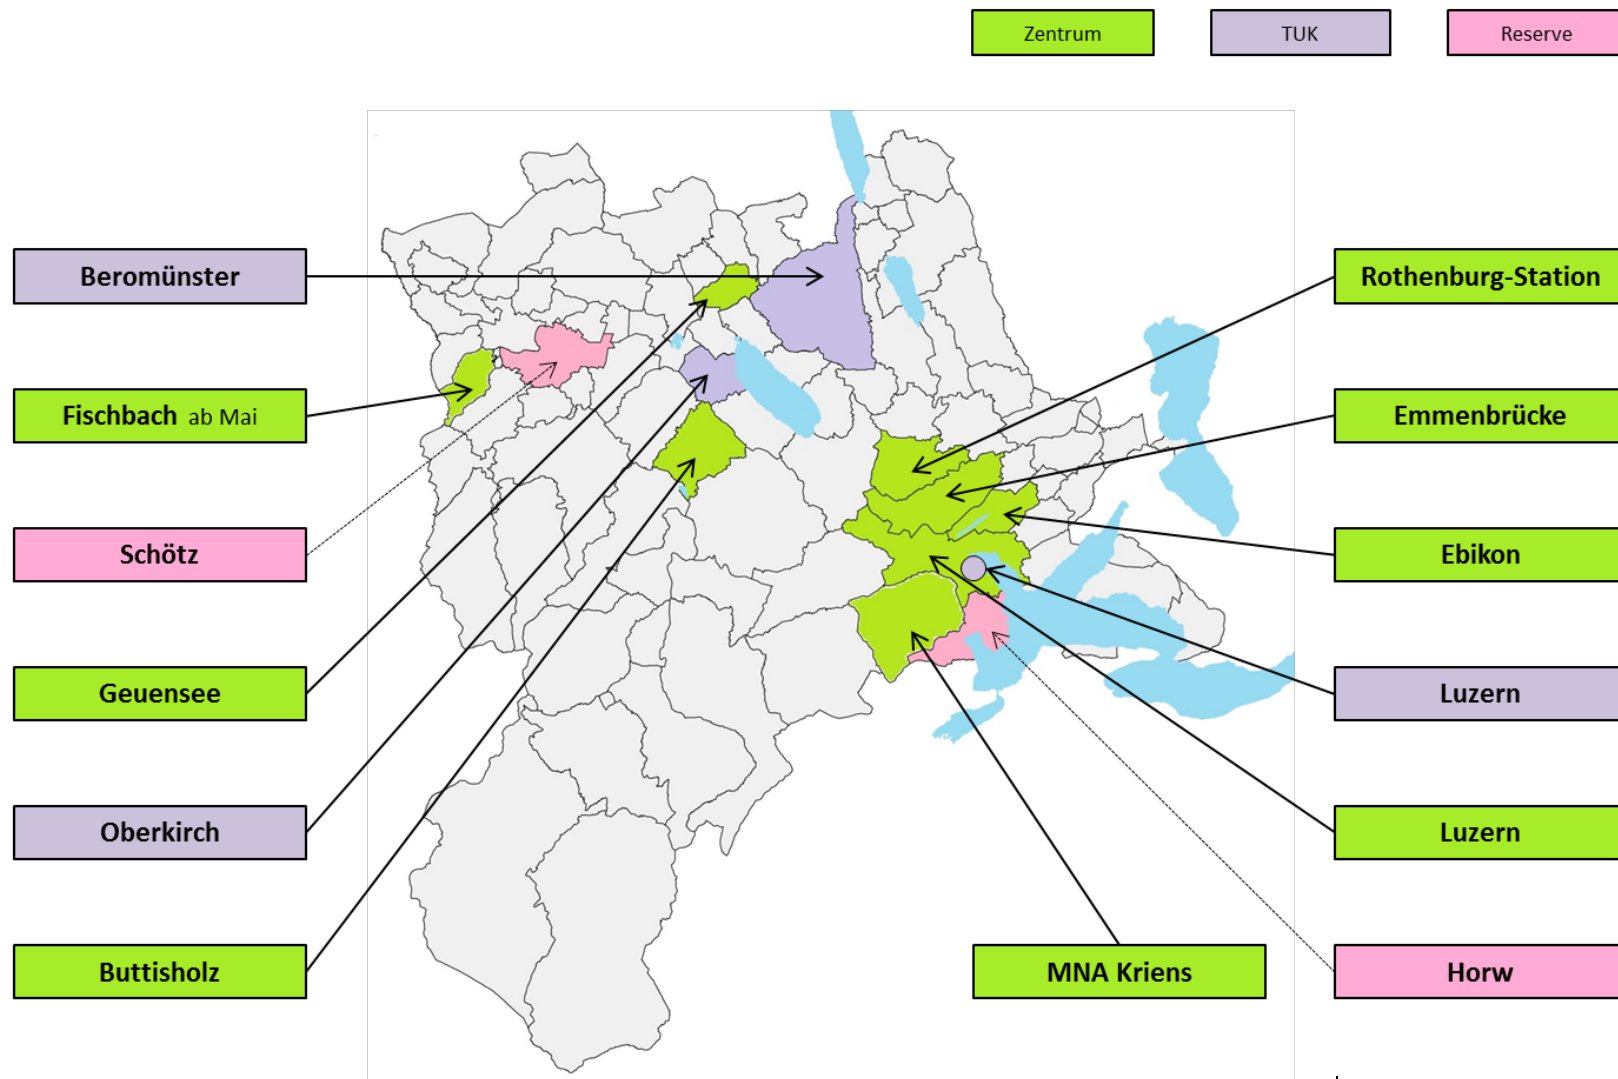 Zentrum
TUK
Reserve
Beromünster
Fischbach ab Mai
Schötz
Geuensee
Oberkirch
Buttisholz
Rothenburg-Station
Emmenbrücke
Ebikon
Luzern
Luzern
MNA Kriens
Horw